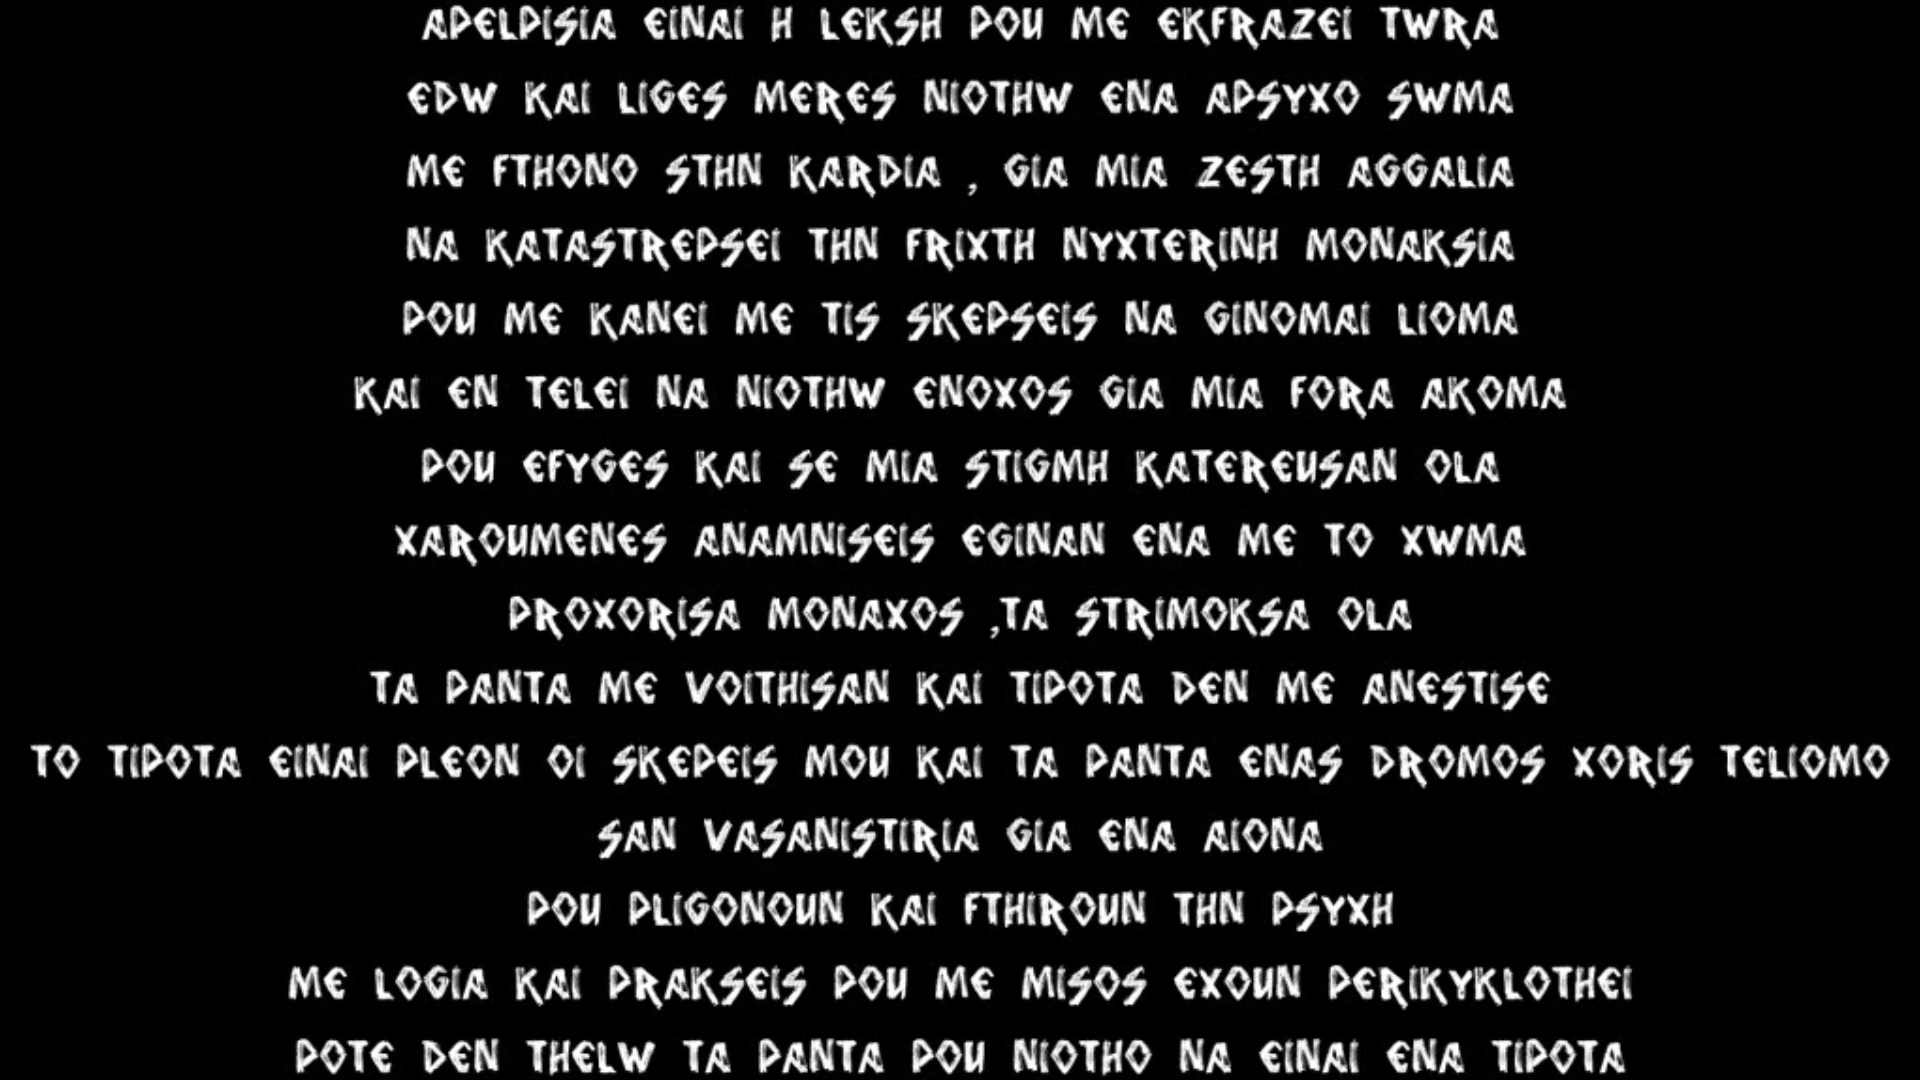 APELPISIA EINAI H LEKSH POU ME EKFRAZEI TWRA
EDW KAI LIGES MERES NIOTHW ENA APSYXO SWMA
ME FTHONO STHN KARDIA , GIA MIA ZESTH AGGALIA
NA KATASTREPSEI THN FRIXTH NYXTERINH MONAKSIA
POU ME KANEI ME TIS SKEPSEIS NA GINOMAI LIOMA
KAI EN TELEI NA NIOTHW ENOXOS GIA MIA FORA AKOMA
POU EFYGES KAI SE MIA STIGMH KATEREUSAN OLA
XAROUMENES ANAMNISEIS EGINAN ENA ME TO XWMA
PROXORISA MONAXOS ,TA STRIMOKSA OLA
TA PANTA ME VOITHISAN KAI TIPOTA DEN ME ANESTISE
TO TIPOTA EINAI PLEON OI SKEPEIS MOU KAI TA PANTA ENAS DROMOS XORIS TELIOMO
SAN VASANISTIRIA GIA ENA AIONA
POU PLIGONOUN KAI FTHIROUN THN PSYXH
ME LOGIA KAI PRAKSEIS POU ME MISOS EXOUN PERIKYKLOTHEI
POTE DEN THELW TA PANTA POU NIOTHO NA EINAI ENA TIPOTA